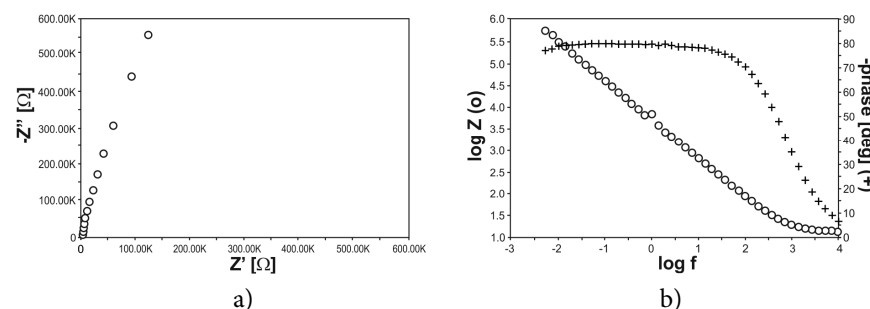 600.00K
500.00K
400.00K
300.00K
200.00K
100.00K
0
0 100.00K 200.00K 300.00K 400.00K 500.00K 600.00K
-Z'' [Ω]
Z' [Ω]
a)
6.0
5.5
5.0
4.5
4.0
3.5
3.0
2.5
2.0
1.5
1.0
log Z (o)
-3 -2 -1 0 1 2 3 4
log f
90
80
70
60
50
40
30
20
10
0
-phase [deg] (+)
b)